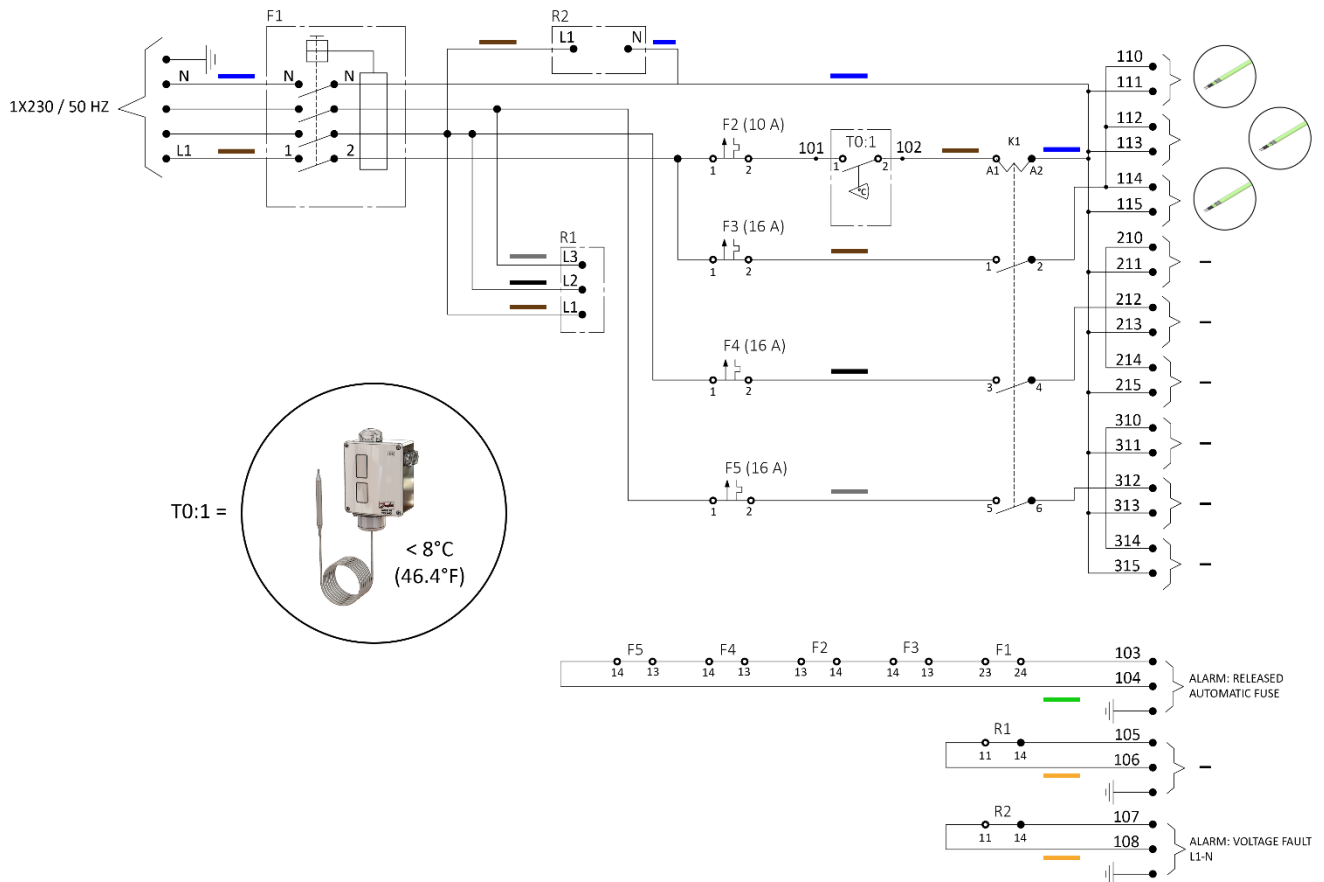 F1
R2
L1 N
110
N N N
111
1X230 / 50 HZ
112
F2 (10 A)
T0:1
K1
113
L1 1 2
101 102
1 2 1 2 A1 A2
°C
114
115
F3 (16 A)
210
R1
L3
1 2 1 2
211
L2
L1
212
213
F4 (16 A)
214
1 2 3 4
215
310
311
F5 (16 A)
312
1 2 5 6
313
314
315
T0:1 =
< 8°C
(46.4°F)
F5 F4 F2 F3 F1 103
14 13 14 13 13 14 14 13 23 24
104
ALARM: RELEASED
AUTOMATIC FUSE
R1 105
11 14
106
R2 107
11 14
108
ALARM: VOLTAGE FAULT
L1-N